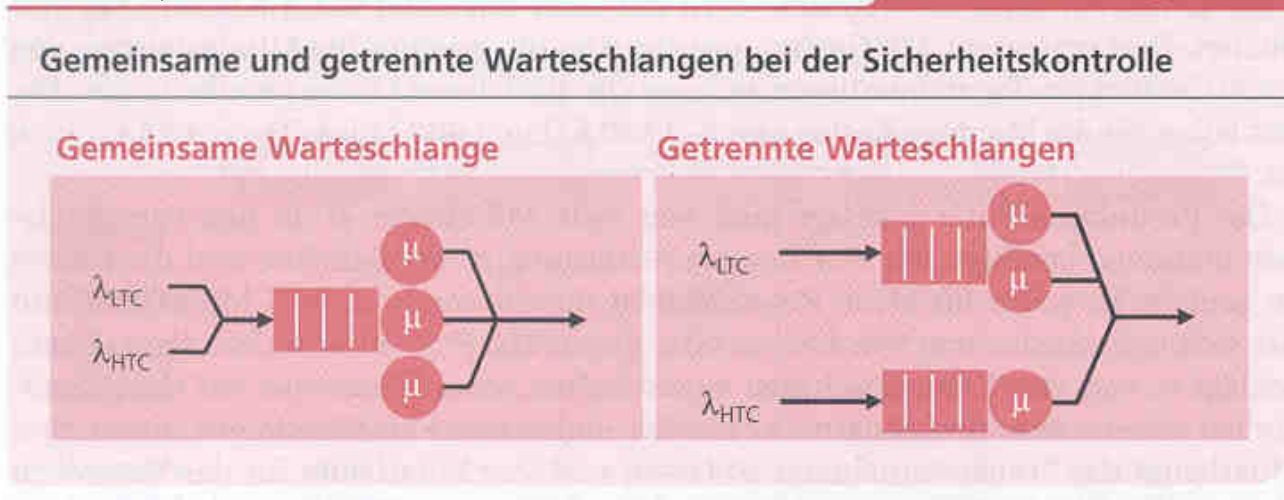 Gemeinsame und getrennte Warteschlangen bei der Sicherheitskontrolle
Gemeinsame Warteschlange
Getrennte Warteschlangen
λLTC
λHTC
μ
μ
μ
λLTC
λHTC
μ
μ
μ